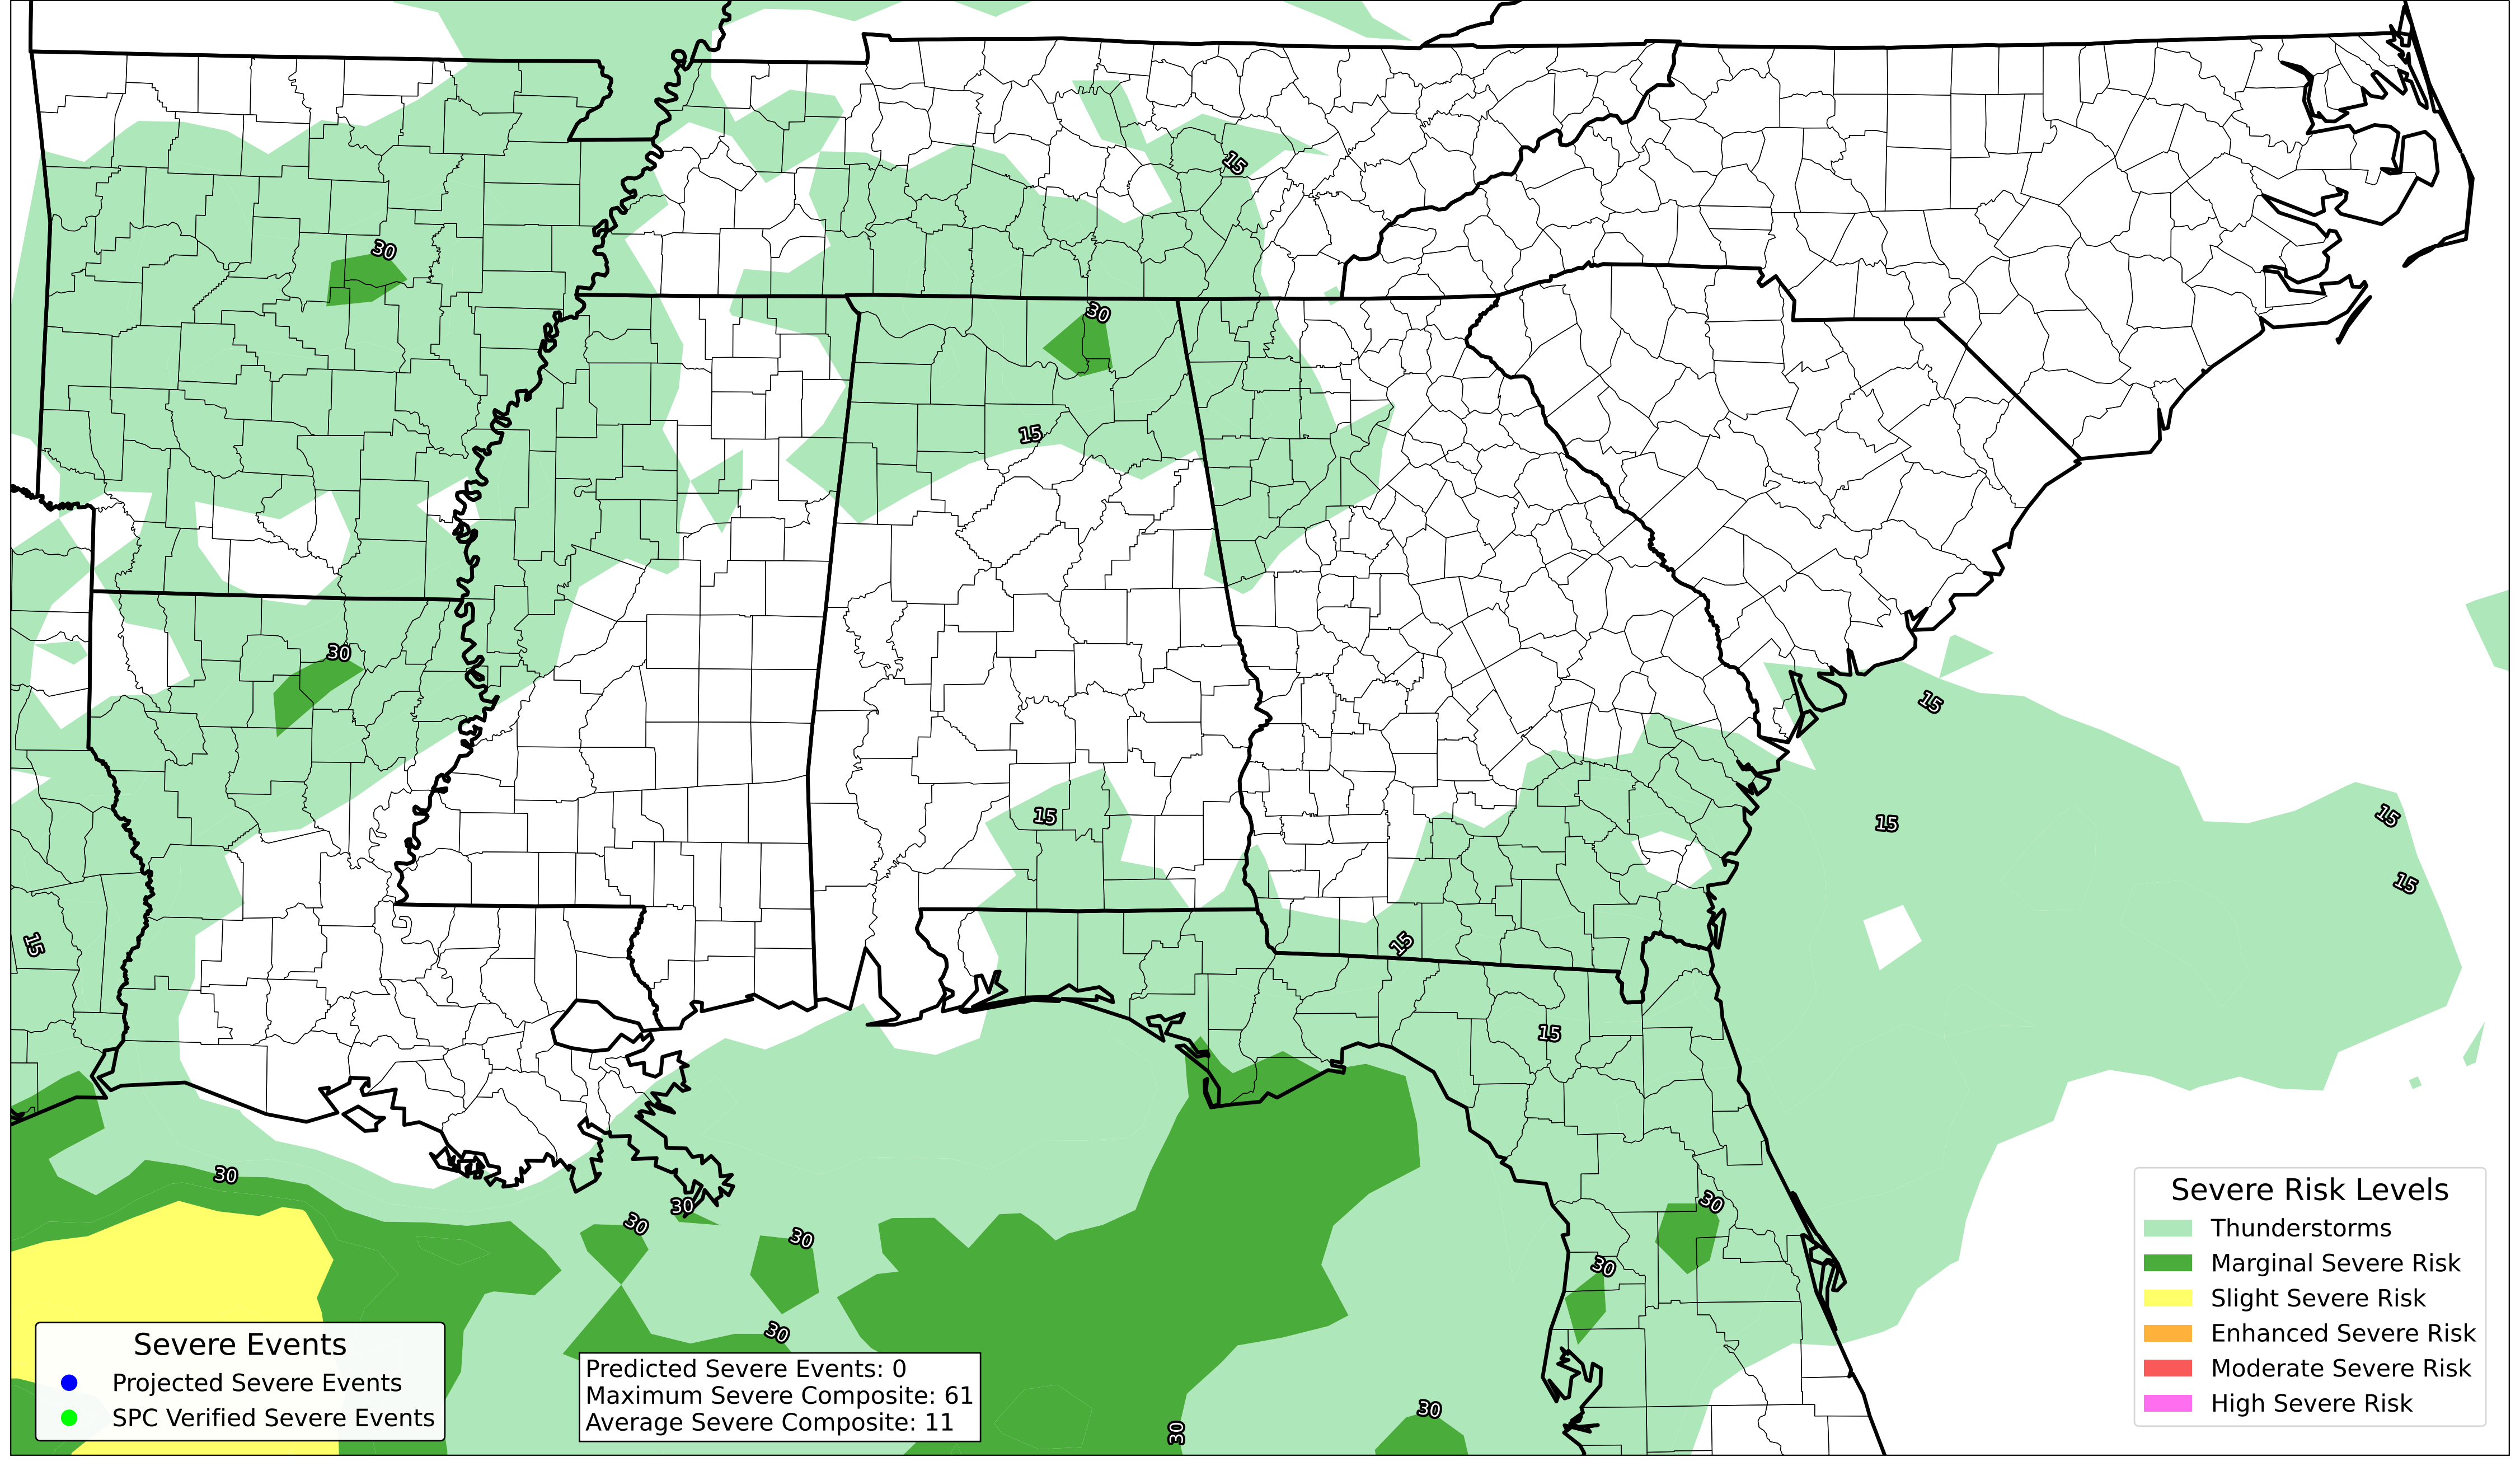 15
30
30
15
30
15
15
15
15
15
15
15
15
30
30
30
30
30
30
30
30
30
Severe Risk Levels
Thunderstorms
Marginal Severe Risk
Slight Severe Risk
Enhanced Severe Risk
Moderate Severe Risk
High Severe Risk
Severe Events
Projected Severe Events
SPC Verified Severe Events
Predicted Severe Events: 0
Maximum Severe Composite: 61
Average Severe Composite: 11